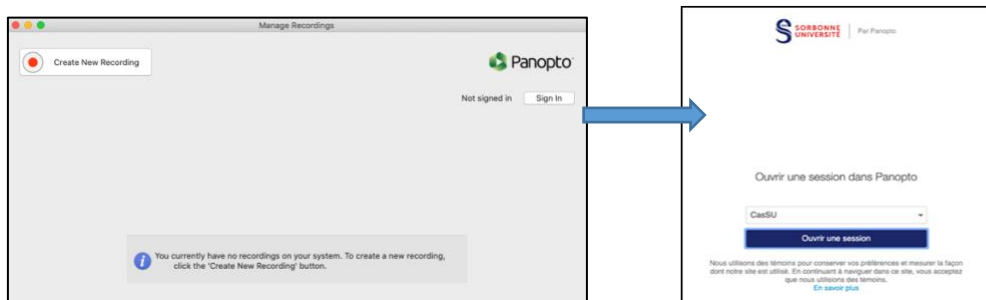 Manage Recordings
Create New Recording
Panopto
Not signed in Sign In
You currently have no recordings on your system. To create a new recording,
click the 'Create New Recording' button.
SORBONNE
UNIVERSITÉ
Par Panopto
Ouvrir une session dans Panopto
CasSU
Ouvrir une session
Nous utilisons des témoins pour conserver vos préférences et mesurer la façon
dont notre site est utilisé. En continuant à naviguer dans ce site, vous acceptez
que nous utilisions des témoins.
En savoir plus